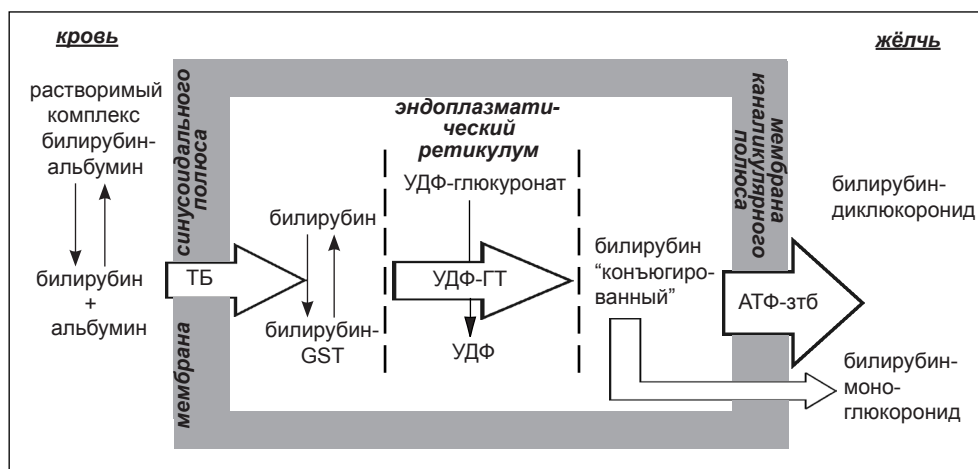 кровь
жёлчь
растворимый
комплекс
билирубин-
альбумин
билирубин
+
альбумин
мембрана синусоидального
полюса
ТБ
билирубин
билирубин-
GST
эндоплазмати-
ческий
ретикулум
УДФ-глюкуронат
УДФ-ГТ
УДФ
билирубин
“конъюгиро-
ванный”
мембрана
каналикулярного
полюса
АТФ-зтб
билирубин-
диклюкоронид
билирубин-
моно-
глюкоронид